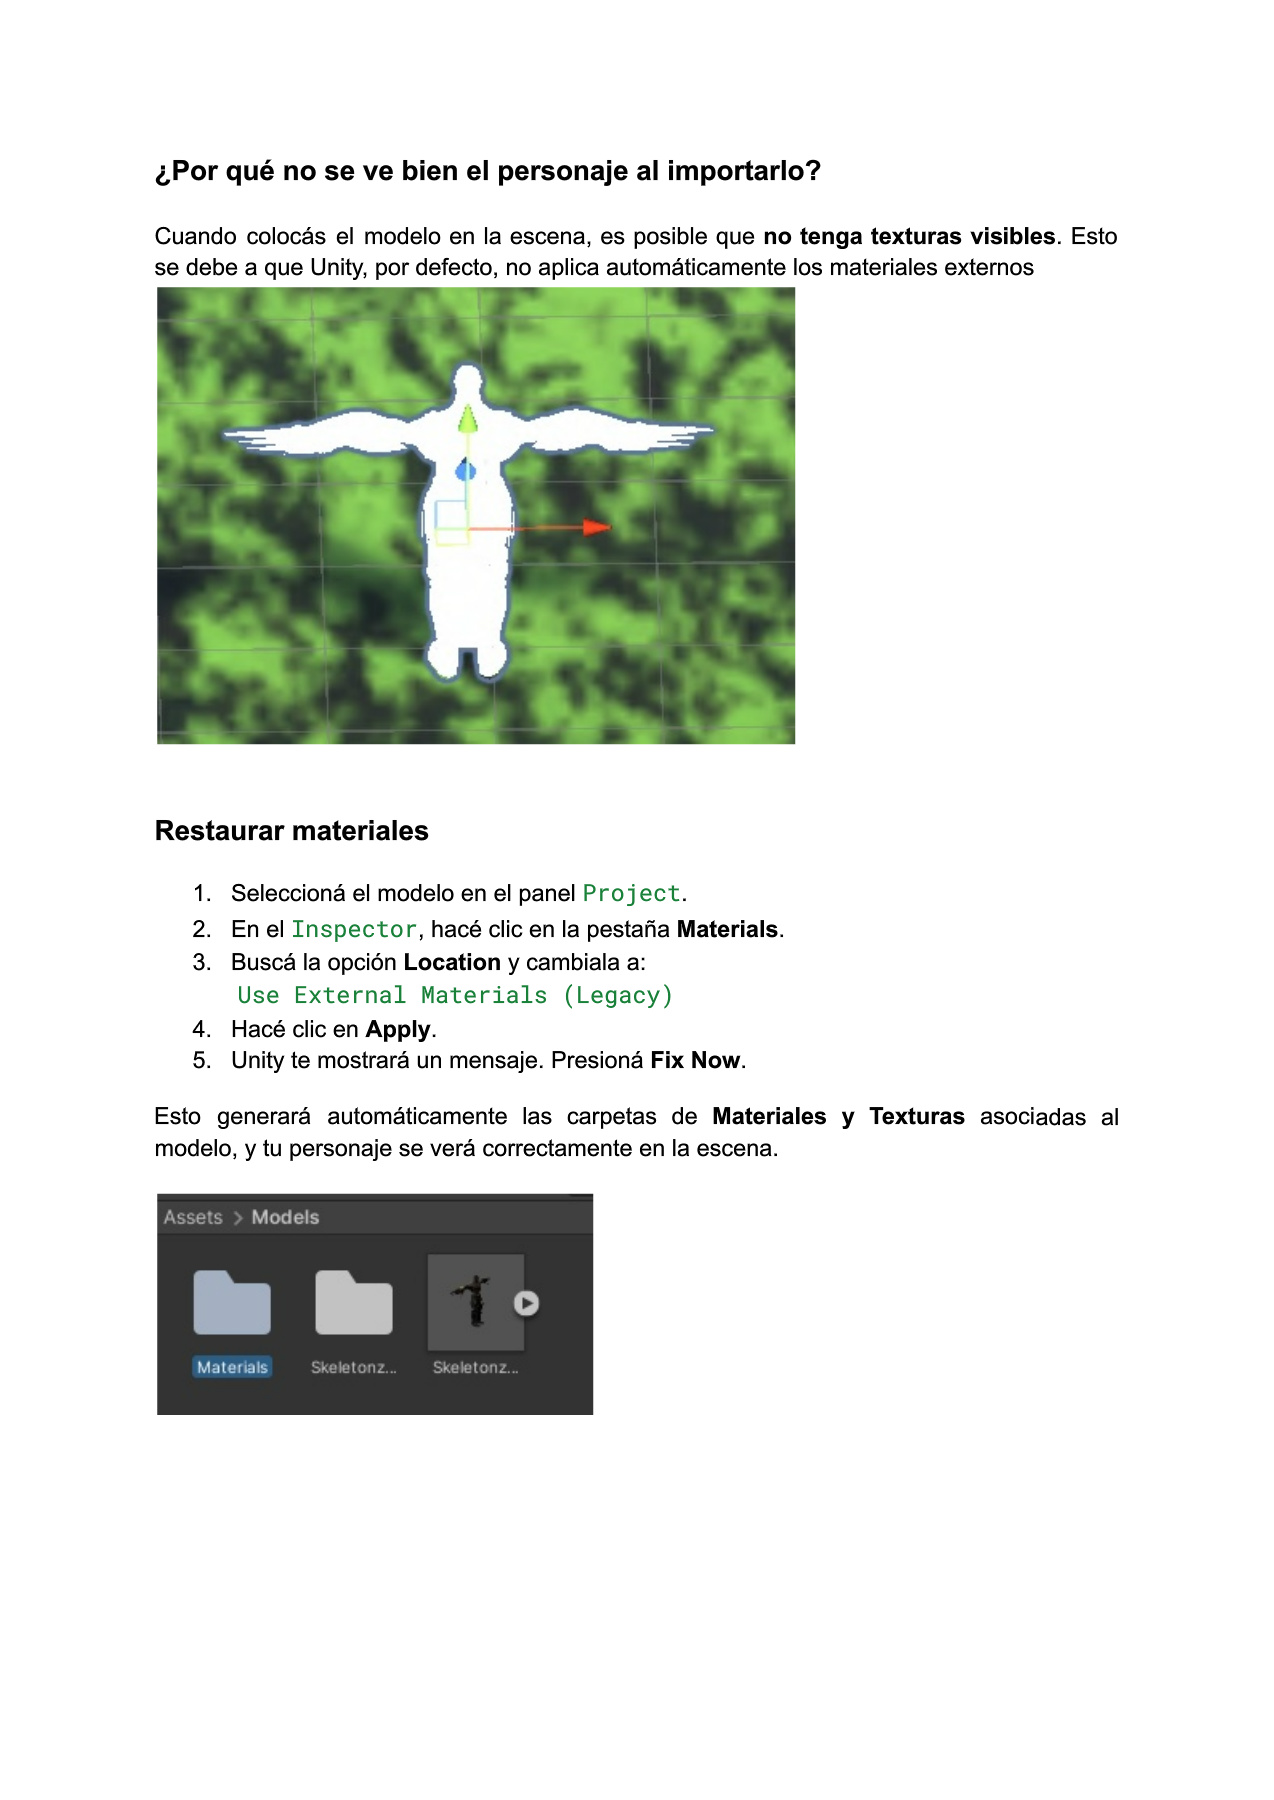 ¿Por qué no se ve bien el personaje al importarlo?
Cuando colocás el modelo en la escena, es posible que no tenga texturas visibles. Esto
se debe a que Unity, por defecto, no aplica automáticamente los materiales externos
Restaurar materiales
1. Seleccioná el modelo en el panel Project.
2. En el Inspector, hacé clic en la pestaña Materials.
3. Buscá la opción Location y cambiala a:
Use External Materials (Legacy)
4. Hacé clic en Apply.
5. Unity te mostrará un mensaje. Presioná Fix Now.
Esto generará automáticamente las carpetas de Materiales y Texturas asociadas al
modelo, y tu personaje se verá correctamente en la escena.
Assets > Models
Materials Skeletonz... Skeletonz...